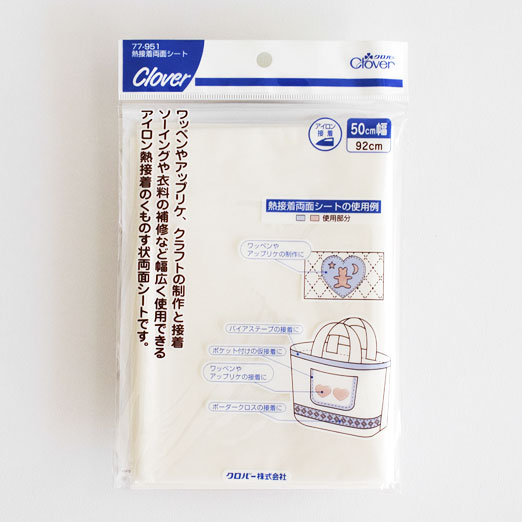 77-951
熱接着両面シート
Clover
クロバー
Clover
アイロン
接着
50cm幅
92cm
ワッペンやアップリケ、クラフトの制作と接着
ソーイングや衣料の補修など幅広く使用できる
アイロン熱接着のくものす状両面シートです。
熱接着両面シートの使用例
使用部分
ワッペンや
アップリケの制作に
バイアステープの接着に
ポケット付けの仮接着に
ワッペンや
アップリケの接着に
ボーダークロスの接着に
クロバー株式会社